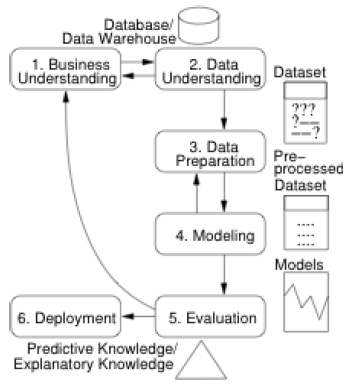 Database/
Data Warehouse
1. Business
Understanding
2. Data
Understanding
Dataset
???
?——
——?
3. Data
Preparation
Pre-
processed
Dataset
....
....
....
4. Modeling
Models
6. Deployment
5. Evaluation
Predictive Knowledge/
Explanatory Knowledge